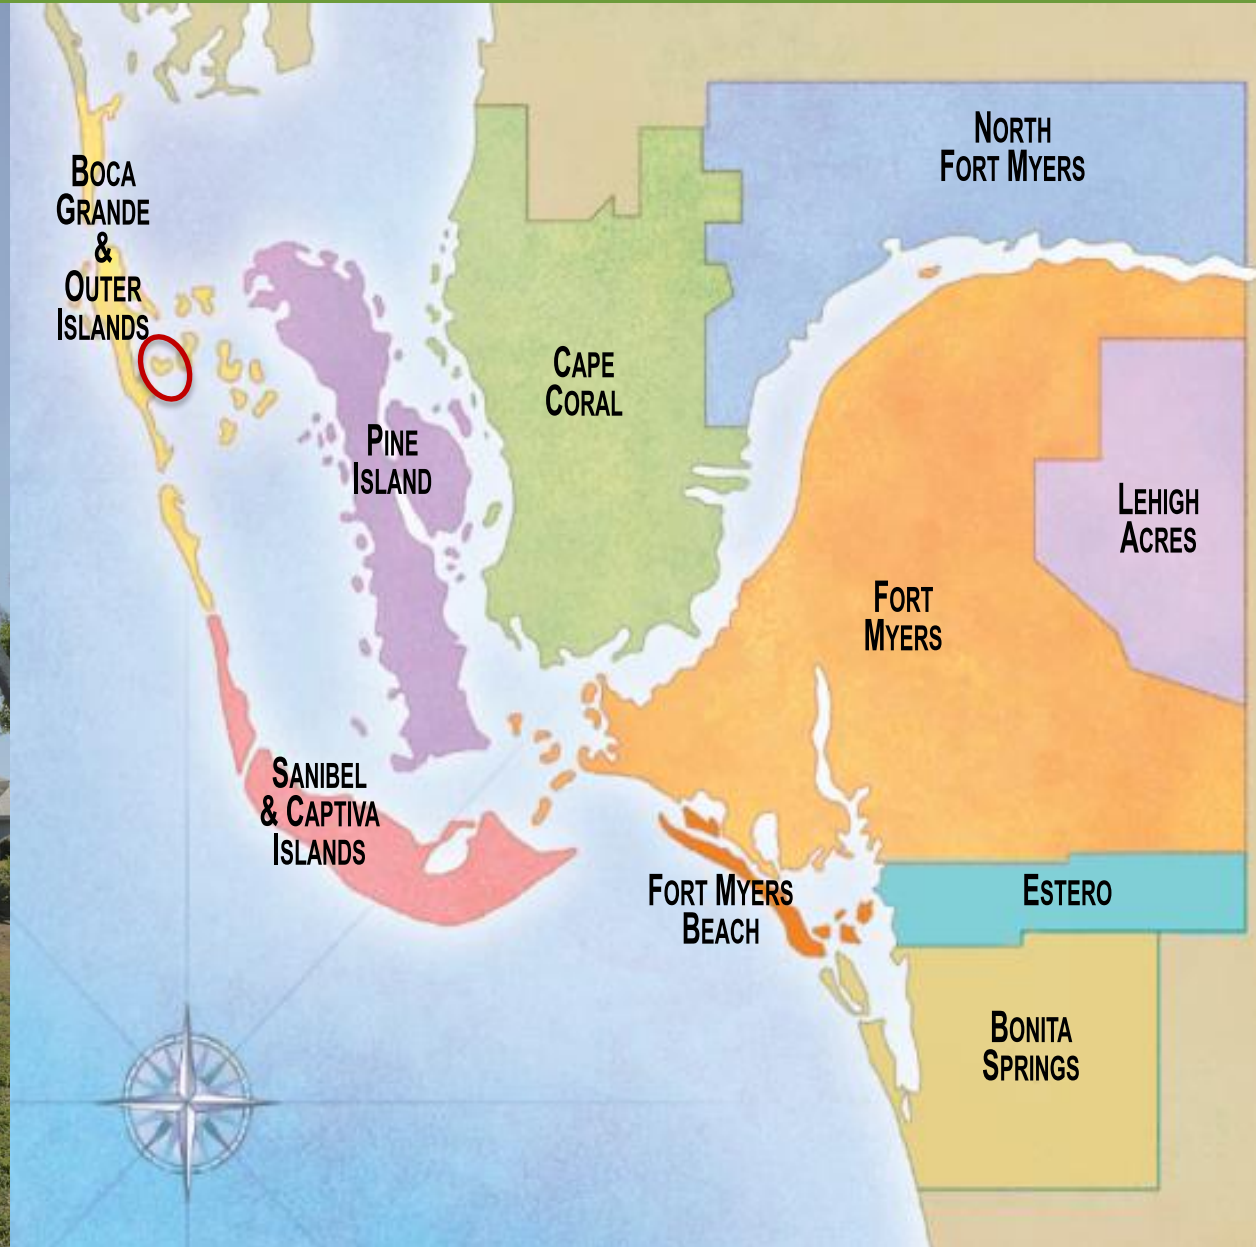 Boca
Grande
&
Outer
Islands
North
Fort Myers
Cape
Coral
Pine
Island
Lehigh
Acres
Fort
Myers
Sanibel
& Captiva
Islands
Fort Myers
Beach
Estero
Bonita
Springs